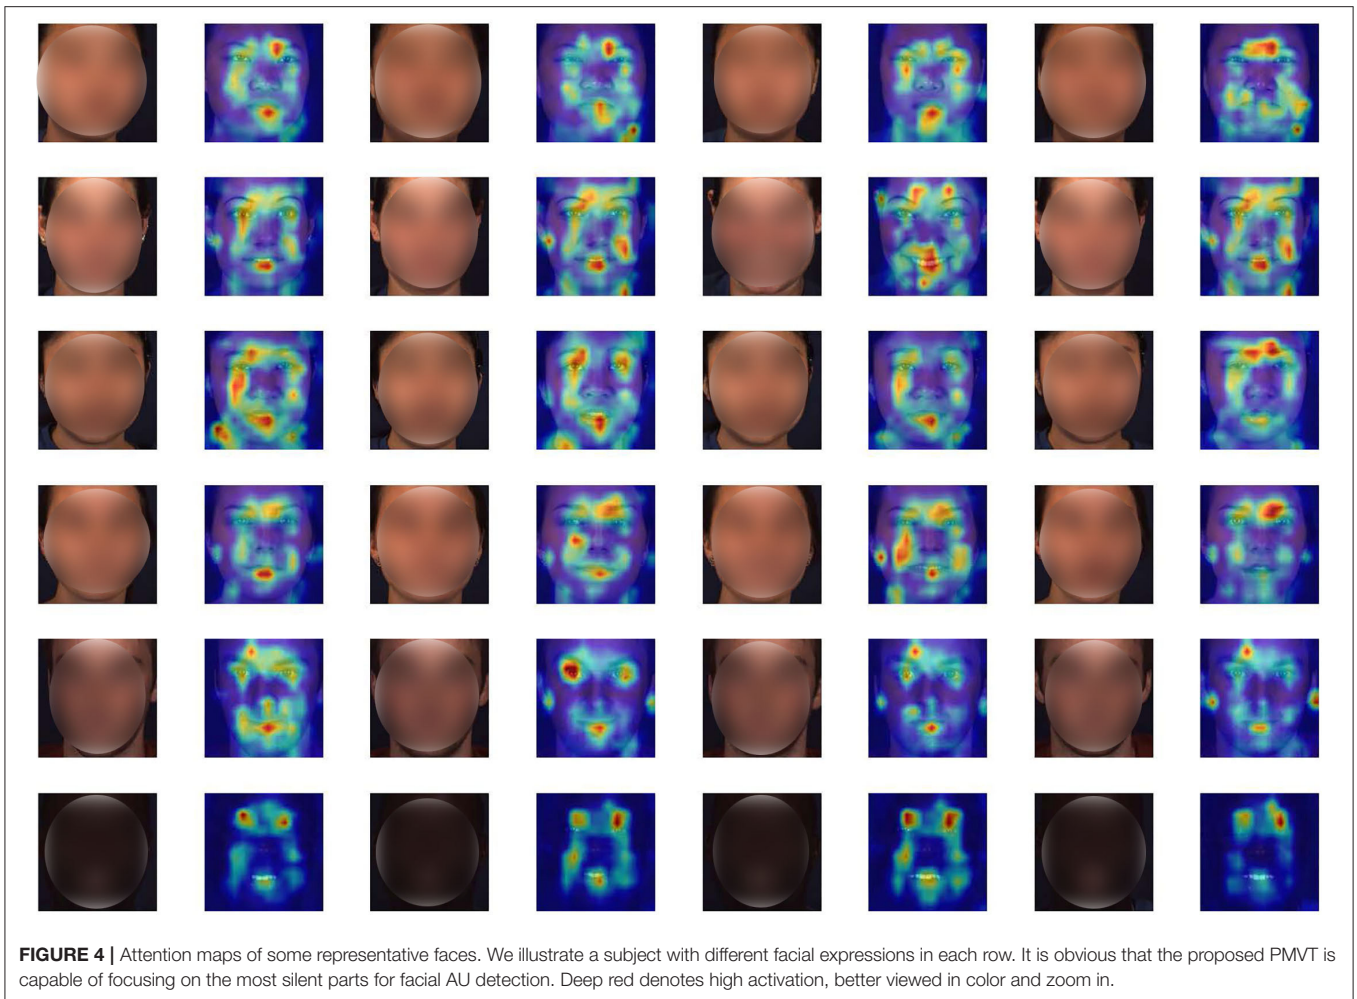 FIGURE 4 | Attention maps of some representative faces. We illustrate a subject with different facial expressions in each row. It is obvious that the proposed PMVT is
capable of focusing on the most silent parts for facial AU detection. Deep red denotes high activation, better viewed in color and zoom in.